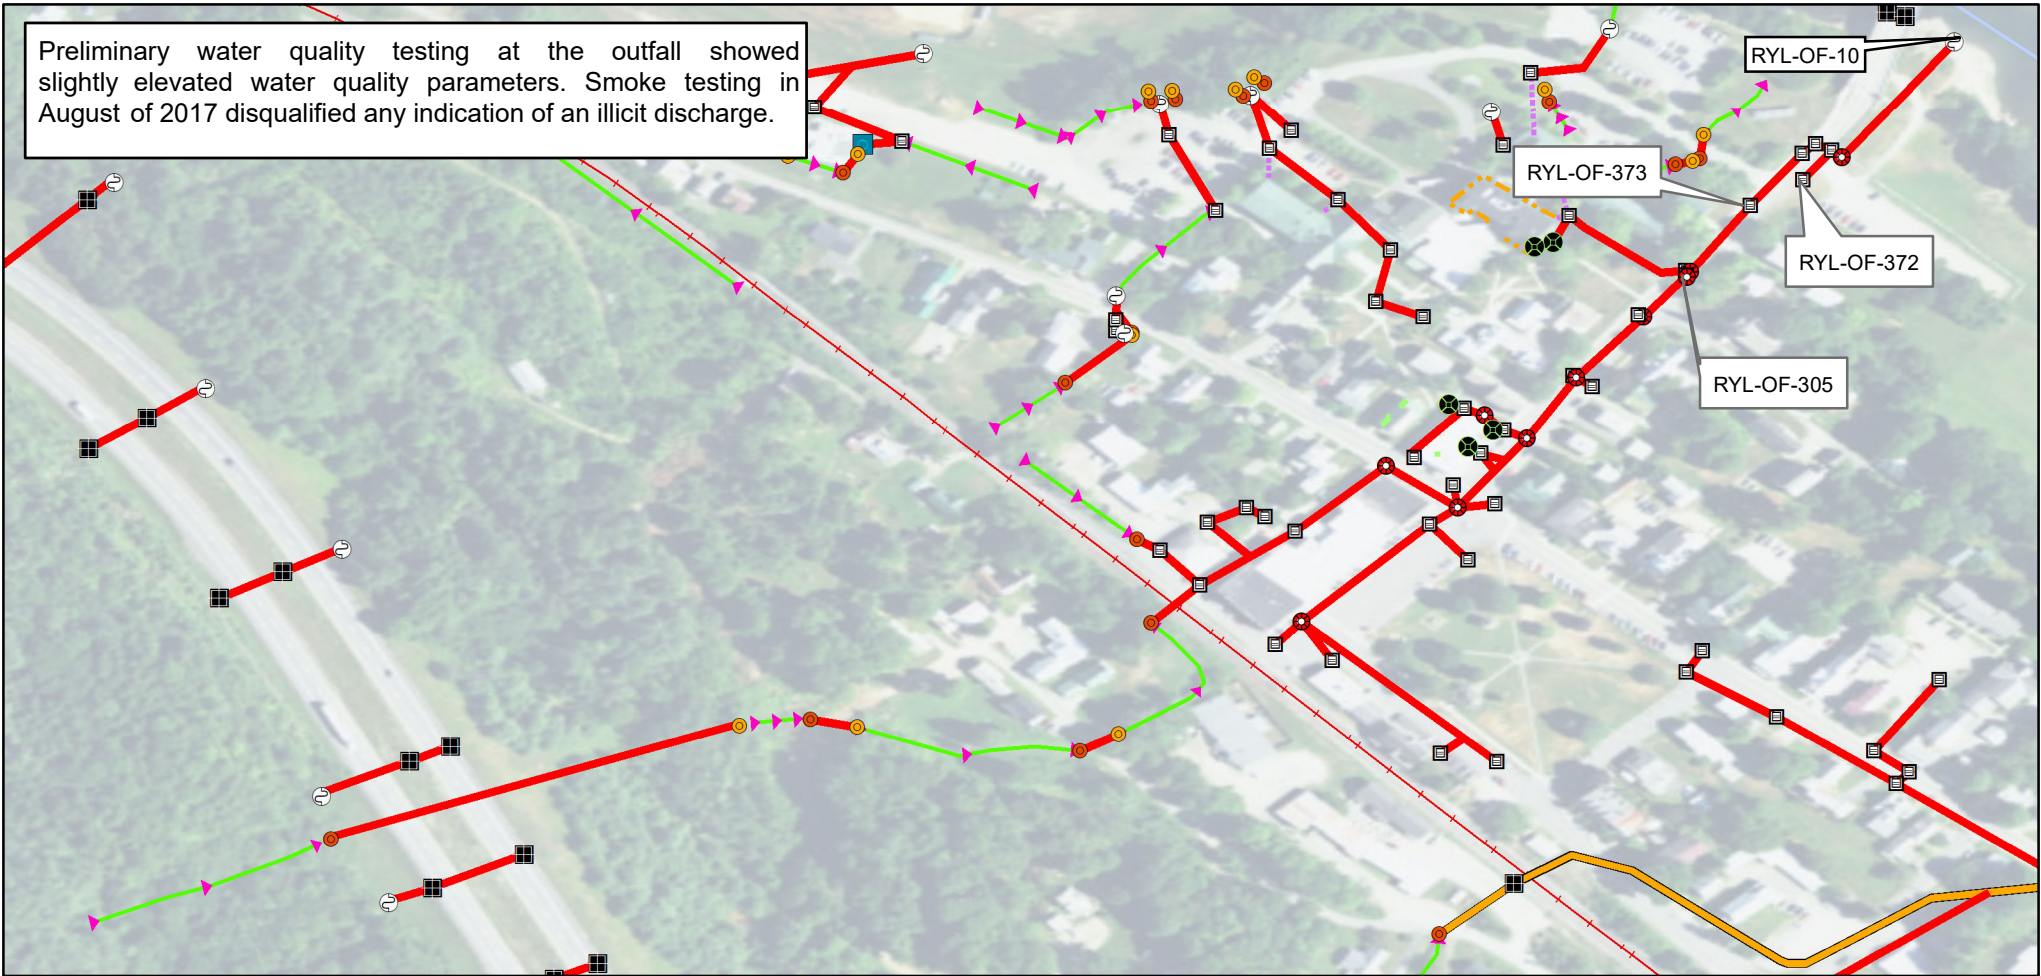 Preliminary water quality testing at the outfall showed
slightly elevated water quality parameters. Smoke testing in
August of 2017 disqualified any indication of an illicit discharge.
RYL-OF-10
RYL-OF-373
RYL-OF-372
RYL-OF-305